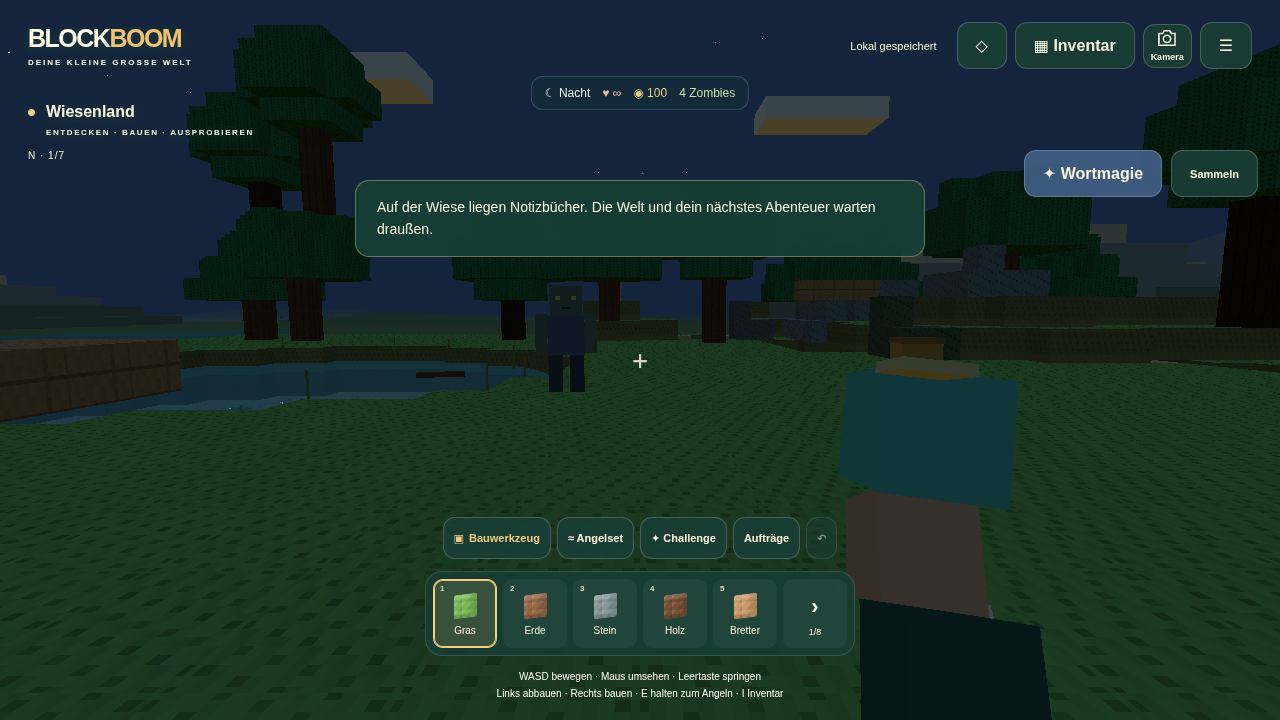 BLOCKBOOM
DEINE KLEINE GROSSE WELT
Wiesenland
ENTDECKEN · BAUEN · AUSPROBIEREN
N · 1/7
Nacht ♥ ∞ 100 4 Zombies
Lokal gespeichert
Inventar
Kamera
Wortmagie
Sammeln
Auf der Wiese liegen Notizbücher. Die Welt und dein nächstes Abenteuer warten
draußen.
Bauwerkzeug
≈ Angelset
✦ Challenge
Aufträge
1 Gras
2 Erde
3 Stein
4 Holz
5 Bretter
› 1/8
WASD bewegen · Maus umsehen · Leertaste springen
Links abbauen · Rechts bauen · E halten zum Angeln · I Inventar